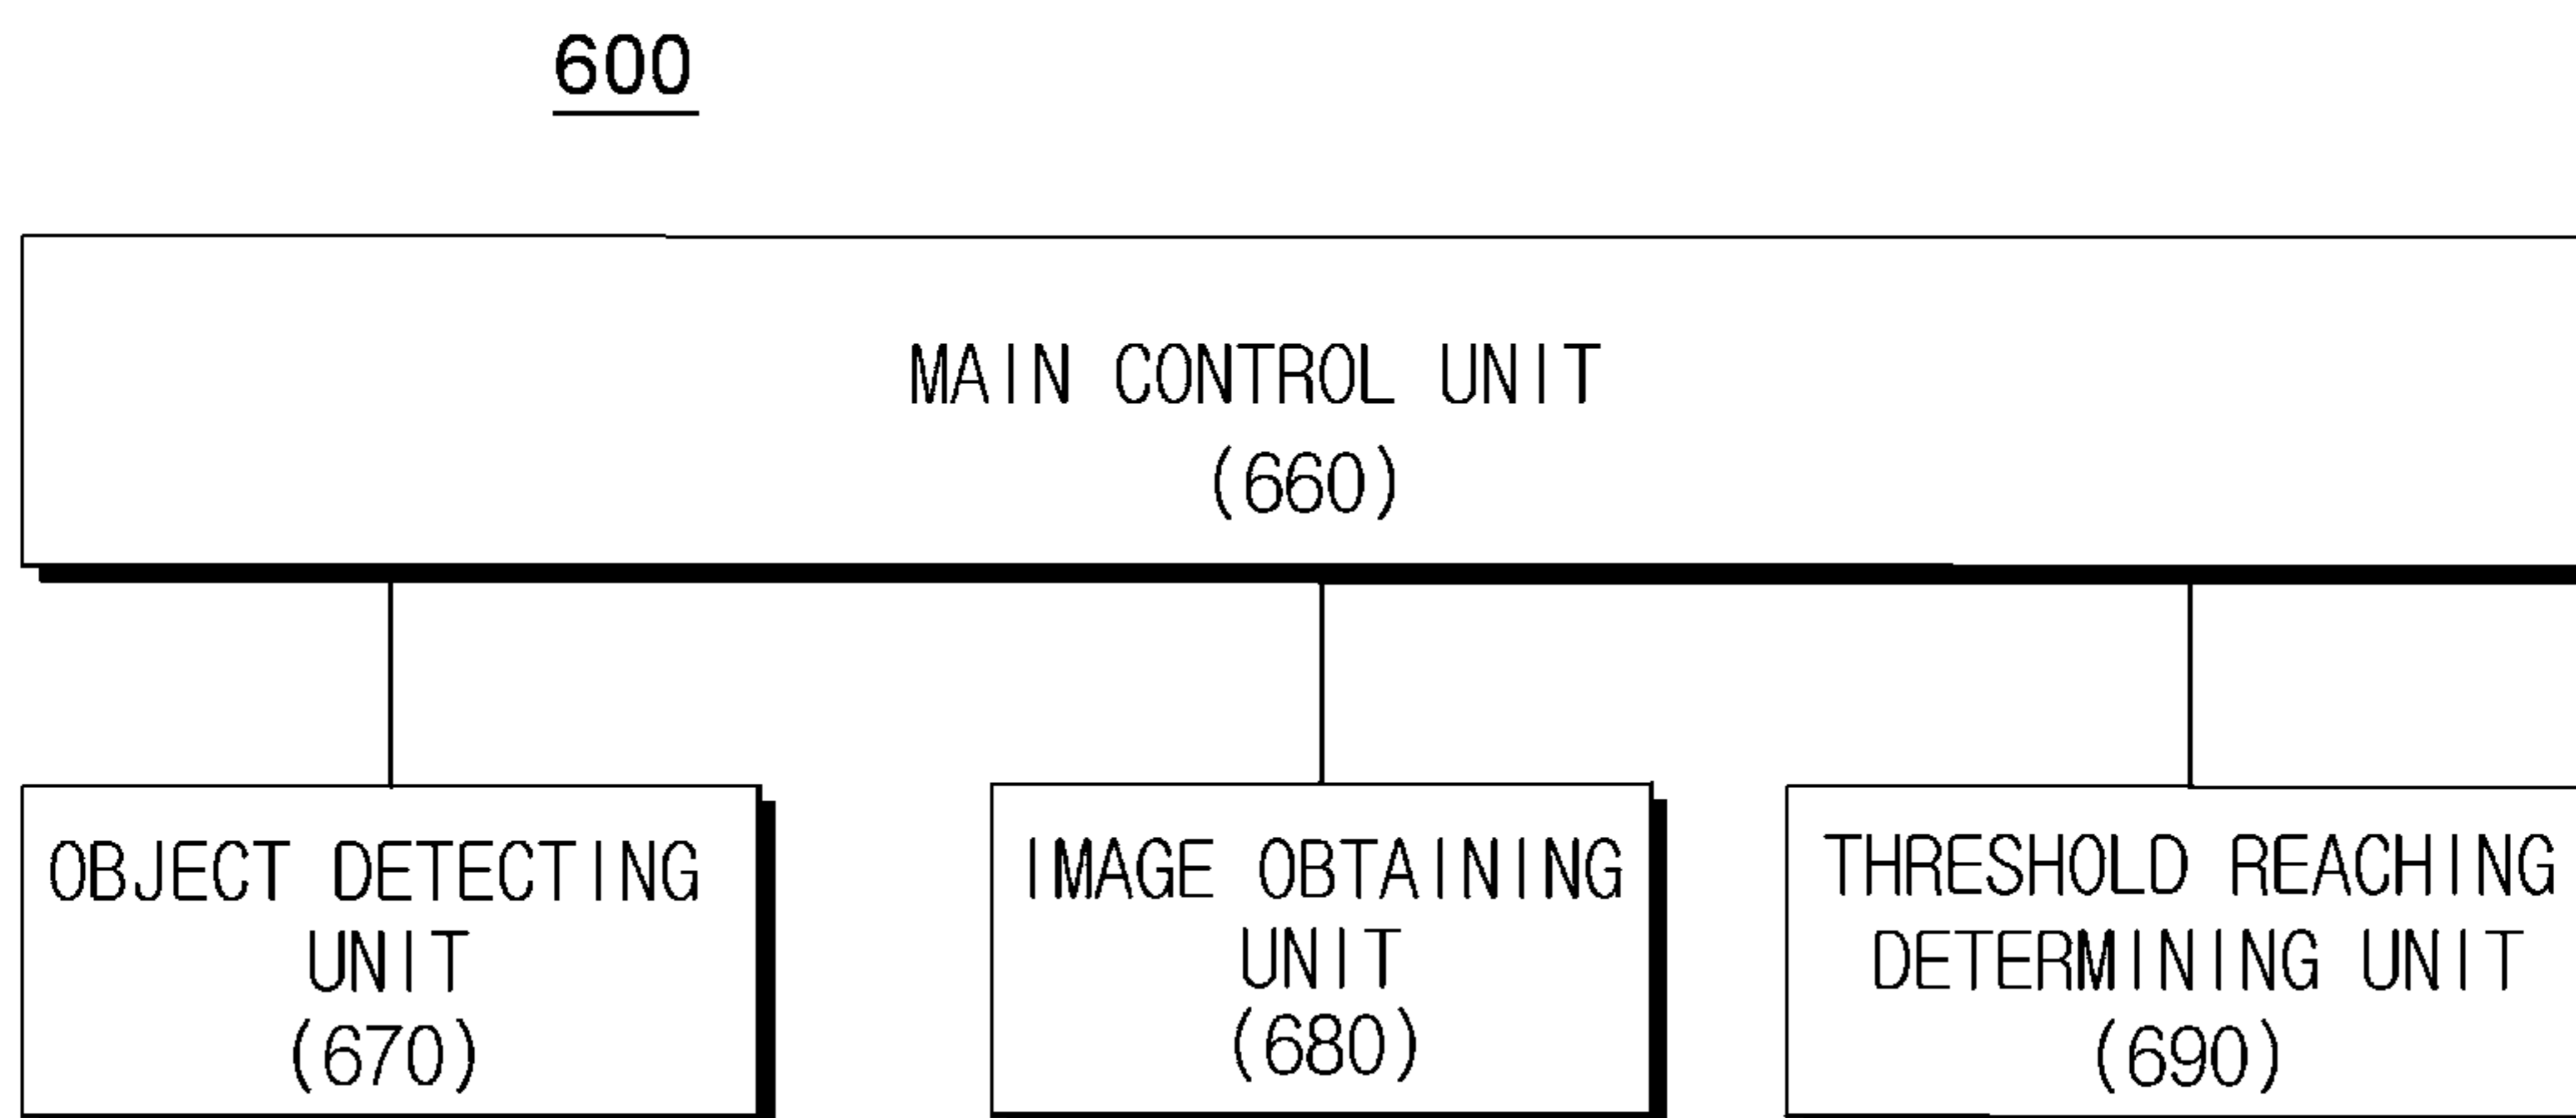 600
MAIN CONTROL UNIT
(660)
OBJECT DETECTING
UNIT
(670)
IMAGE OBTAINING
UNIT
(680)
THRESHOLD REACHING
DETERMINING UNIT
(690)